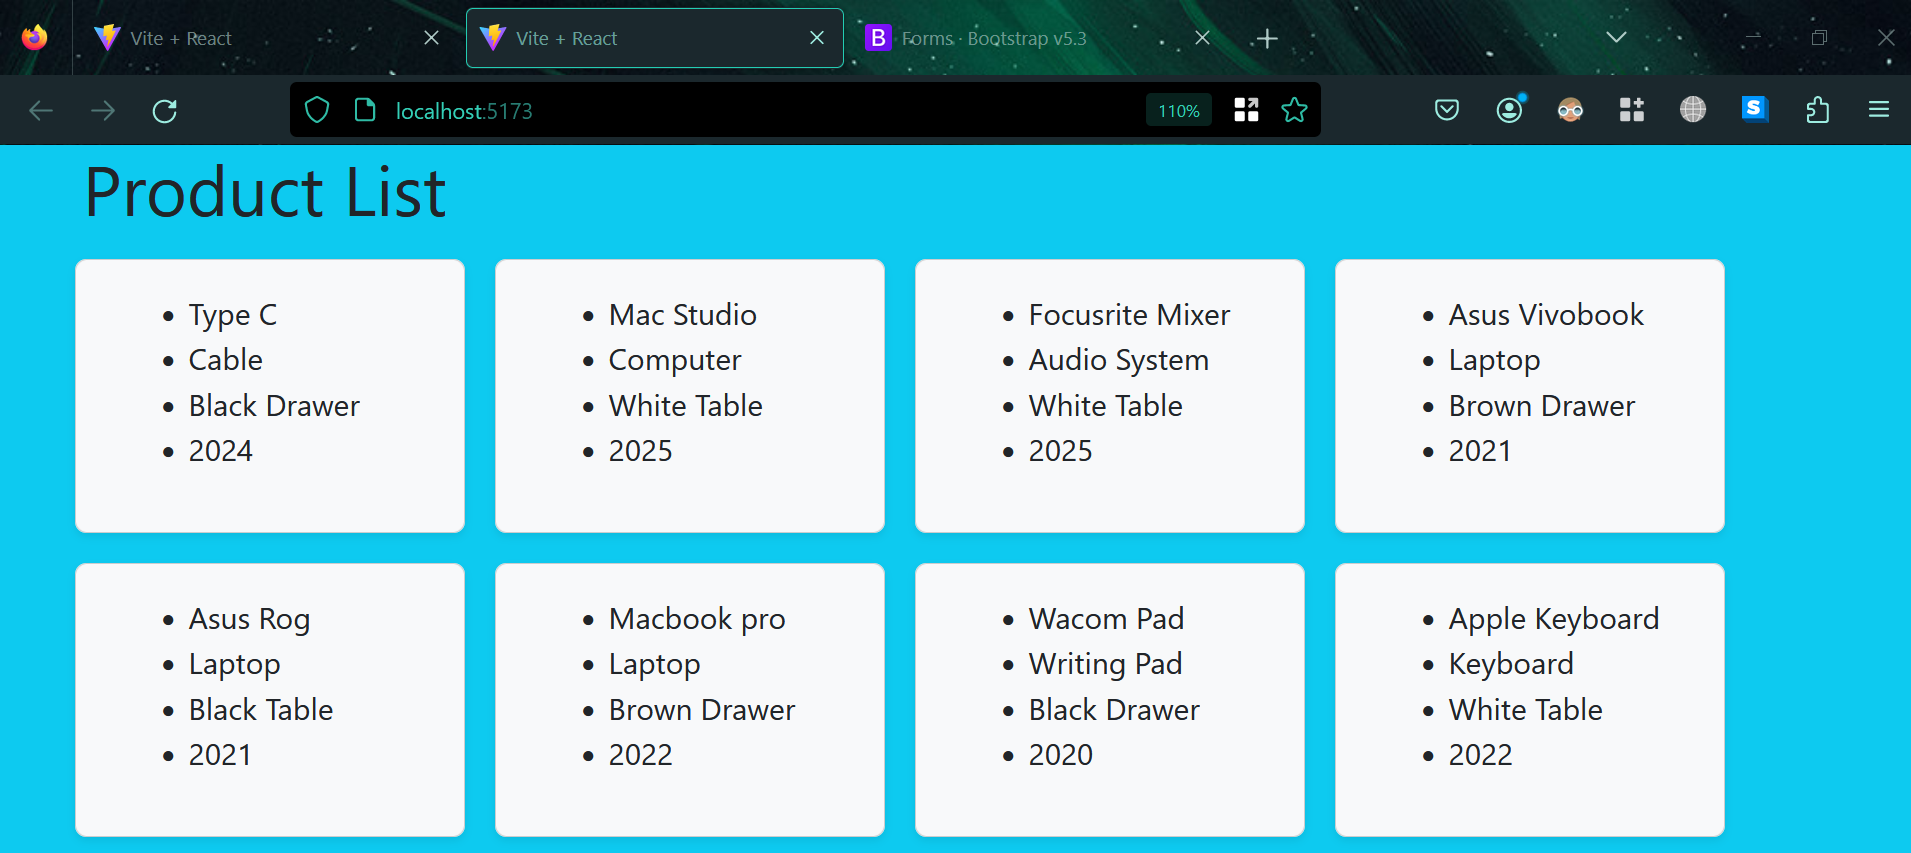 Vite + React
Vite + React
B Forms · Bootstrap v5.3
localhost:5173
110%
S
Product List
Type C
Cable
Black Drawer
2024
Mac Studio
Computer
White Table
2025
Focusrite Mixer
Audio System
White Table
2025
Asus Vivobook
Laptop
Brown Drawer
2021
Asus Rog
Laptop
Black Table
2021
Macbook pro
Laptop
Brown Drawer
2022
Wacom Pad
Writing Pad
Black Drawer
2020
Apple Keyboard
Keyboard
White Table
2022